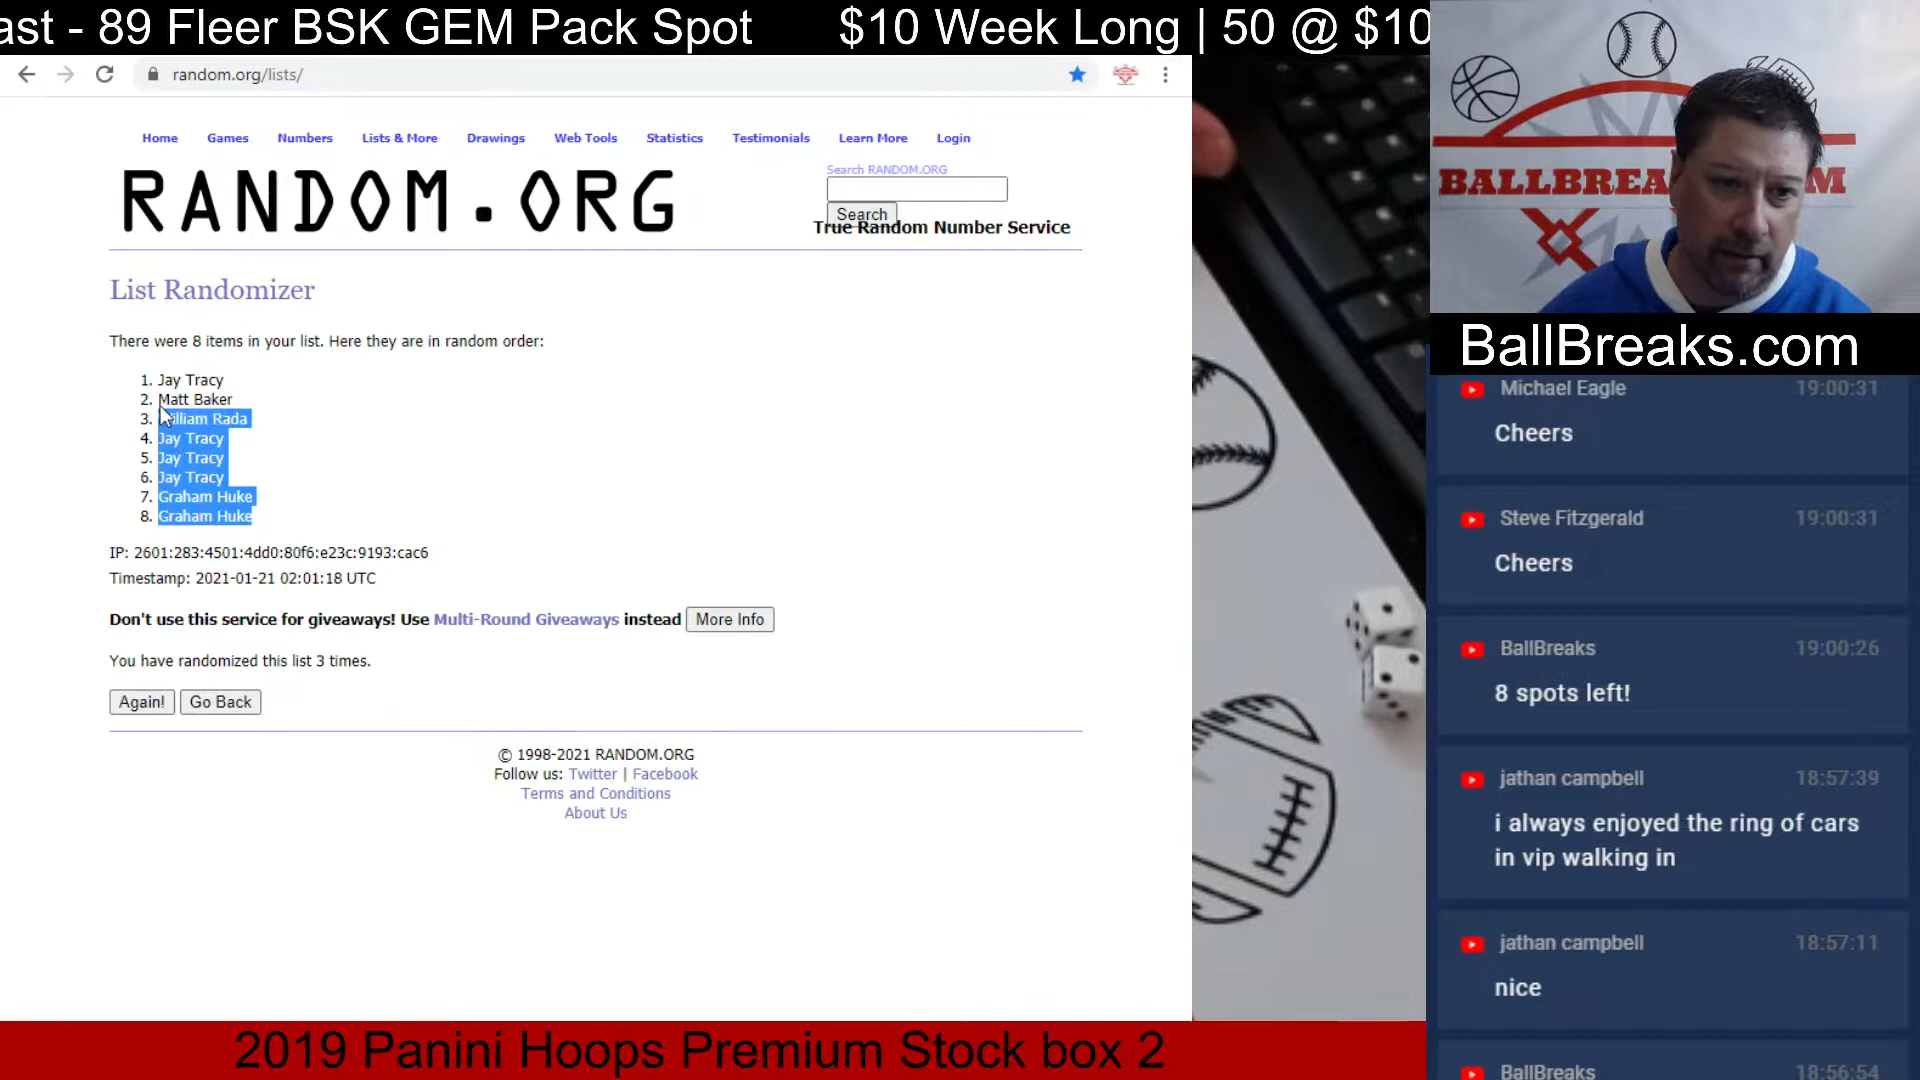 ast - 89 Fleer BSK GEM Pack Spot $10 Week Long | 50 @ $10
random.org/lists/
Home Games Numbers Lists & More Drawings Web Tools Statistics Testimonials Learn More Login
RANDOM.ORG
Search RANDOM.ORG
Search
True Random Number Service
List Randomizer
There were 8 items in your list. Here they are in random order:
1. Jay Tracy
2. Matt Baker
3. William Rada
4. Jay Tracy
5. Jay Tracy
6. Jay Tracy
7. Graham Huke
8. Graham Huke
IP: 2601:283:4501:4dd0:80f6:e23c:9193:cac6
Timestamp: 2021-01-21 02:01:18 UTC
Don't use this service for giveaways! Use Multi-Round Giveaways instead More Info
You have randomized this list 3 times.
Again! Go Back
© 1998-2021 RANDOM.ORG
Follow us: Twitter | Facebook
Terms and Conditions
About Us
BALLBREA M
BallBreaks.com
Michael Eagle 19:00:31
Cheers
Steve Fitzgerald 19:00:31
Cheers
BallBreaks 19:00:26
8 spots left!
jathan campbell 18:57:39
i always enjoyed the ring of cars
in vip walking in
jathan campbell 18:57:11
nice
BallBreaks 18:56:54
2019 Panini Hoops Premium Stock box 2